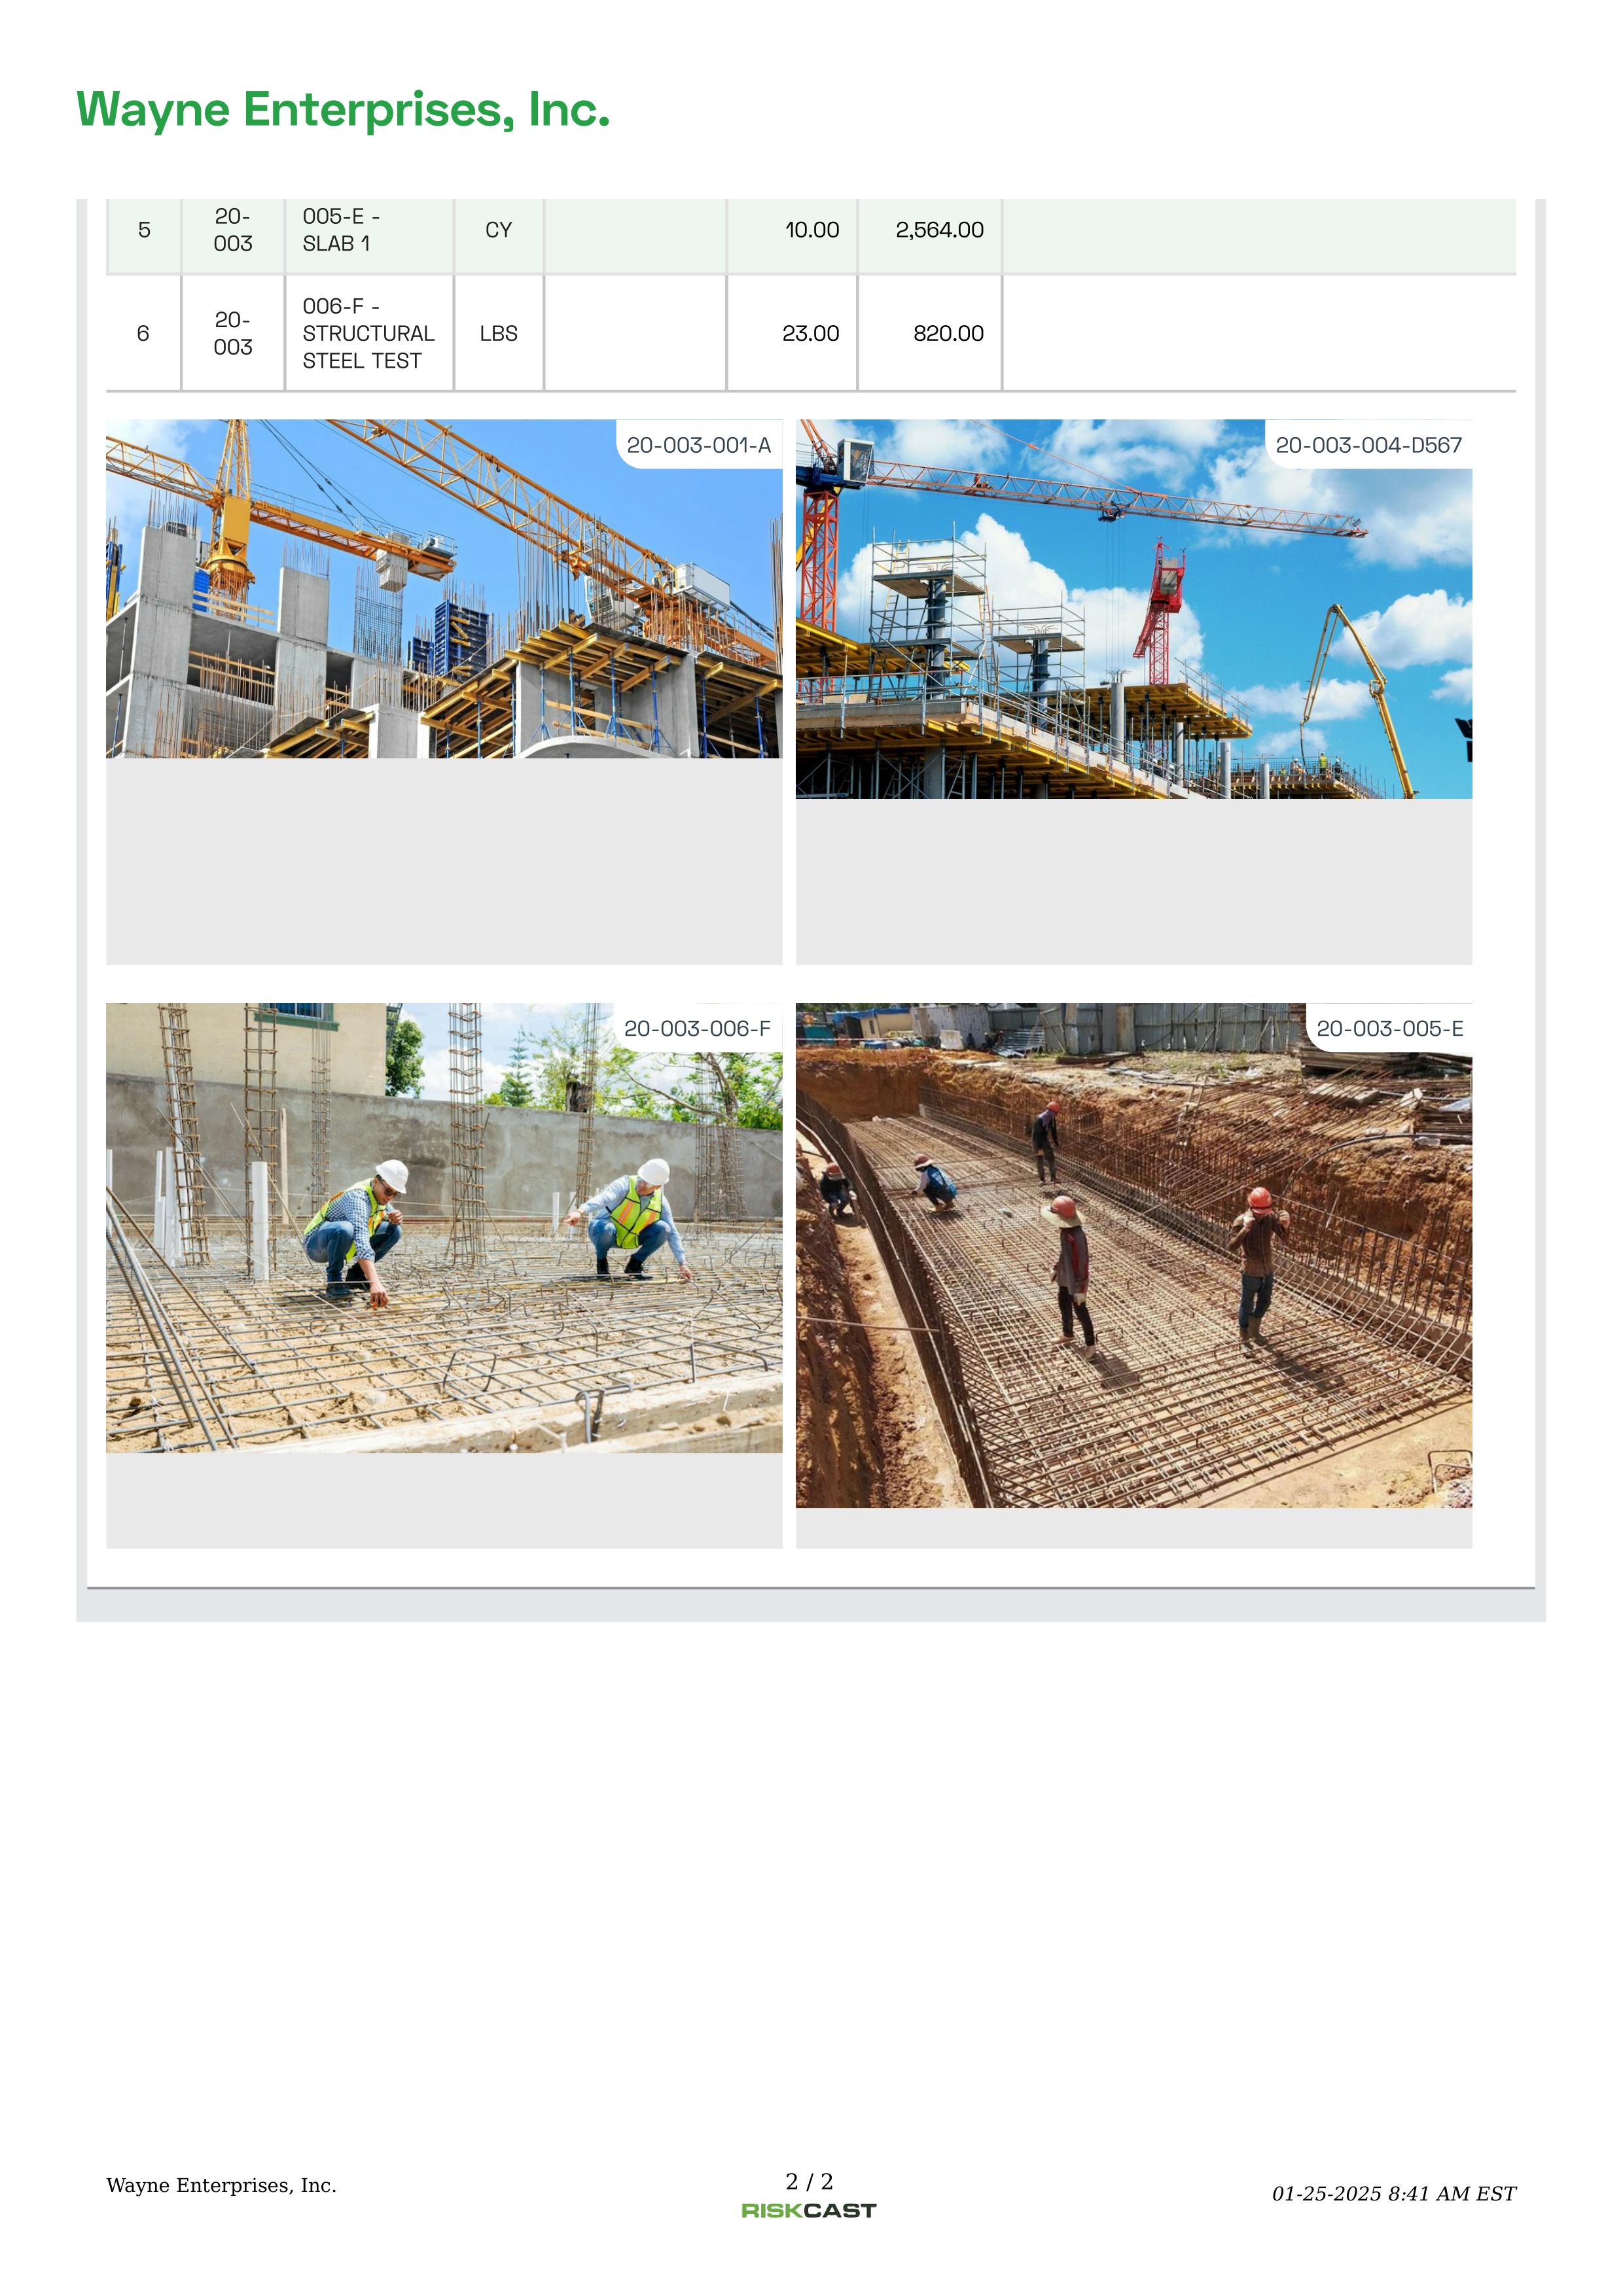 Wayne Enterprises, Inc.
5 20- 005-E - CY 10.00 2,564.00
003 SLAB 1
6 20- 006-F - LBS 23.00 820.00
003 STRUCTURAL
STEEL TEST
20-003-001-A 20-003-004-D567
20-003-006-F 20-003-005-E
Wayne Enterprises, Inc. 2 / 2 01-25-2025 8:41 AM EST
RISKCAST